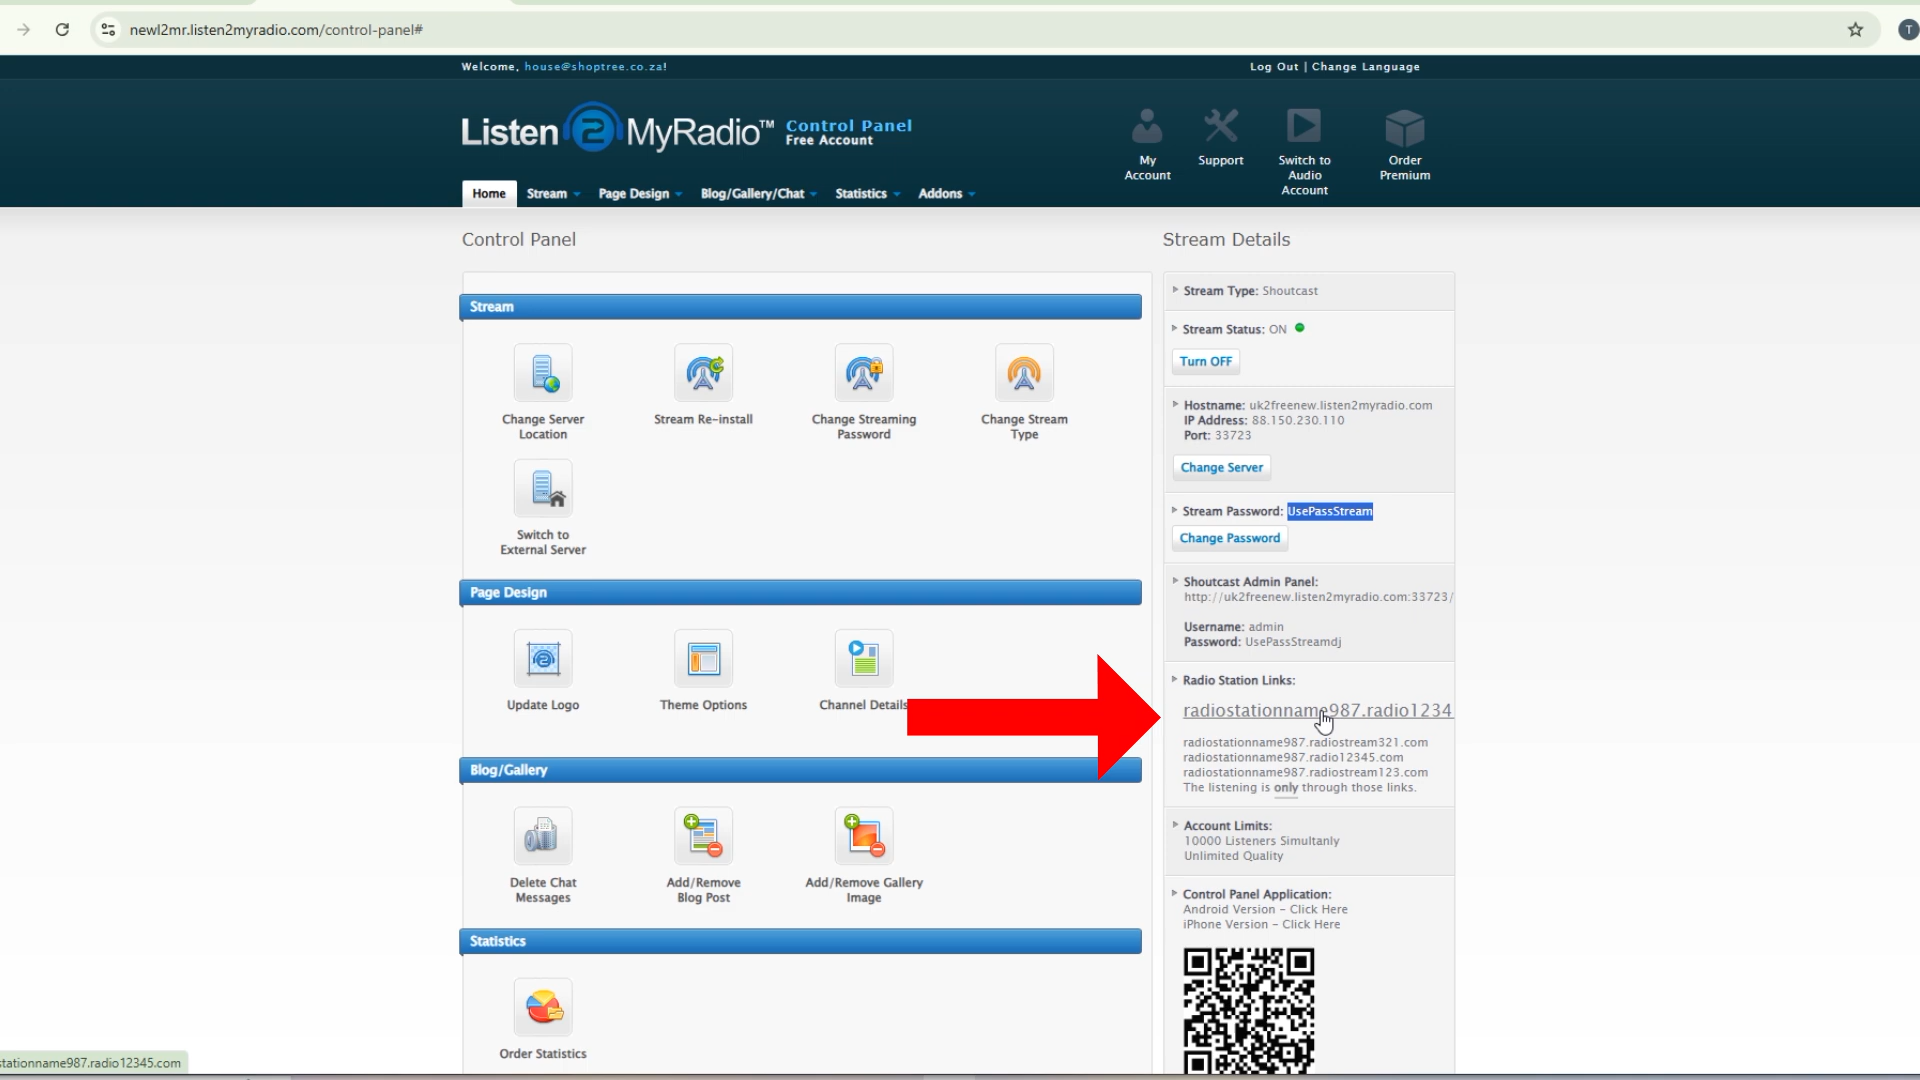 newl2mr.listen2myradio.com/control-panel#
T
Welcome, house@shoptree.co.za!
Log Out | Change Language
Listen 2 MyRadio™
Control Panel
Free Account
My Account
Support
Switch to Audio Account
Order Premium
Home
Stream
Page Design
Blog/Gallery/Chat
Statistics
Addons
Control Panel
Stream
Change Server Location
Stream Re-install
Change Streaming Password
Change Stream Type
Switch to External Server
Page Design
Update Logo
Theme Options
Channel Details
Blog/Gallery
Delete Chat Messages
Add/Remove Blog Post
Add/Remove Gallery Image
Statistics
Order Statistics
Stream Details
Stream Type: Shoutcast
Stream Status: ON
Turn OFF
Hostname: uk2freenew.listen2myradio.com
IP Address: 88.150.230.110
Port: 33723
Change Server
Stream Password: UsePassStream
Change Password
Shoutcast Admin Panel:
http://uk2freenew.listen2myradio.com:33723/
Username: admin
Password: UsePassStreamdj
Radio Station Links:
radiostationname987.radio1234
radiostationname987.radiostream321.com
radiostationname987.radio12345.com
radiostationname987.radiostream123.com
The listening is only through those links.
Account Limits:
10000 Listeners Simultanly
Unlimited Quality
Control Panel Application:
Android Version - Click Here
iPhone Version - Click Here
tationname987.radio12345.com